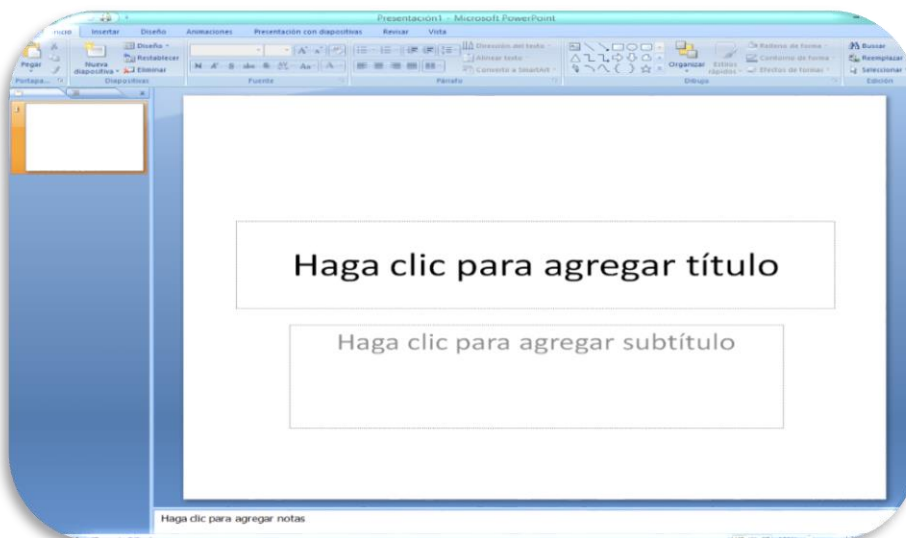 Presentación1 - Microsoft PowerPoint
Inicio Insertar Diseño Animaciones Presentación con diapositivas Revisar Vista
Pegar
Nueva diapositiva
Diseño
Restablecer
Eliminar
Portapa...
Diapositivas
Fuente
Dirección del texto
Alinear texto
Convertir a SmartArt
Párrafo
Organizar
Estilos rápidos
Relleno de forma
Contorno de forma
Efectos de formas
Dibujo
Buscar
Reemplazar
Seleccionar
Edición
1
Haga clic para agregar título
Haga clic para agregar subtítulo
Haga clic para agregar notas